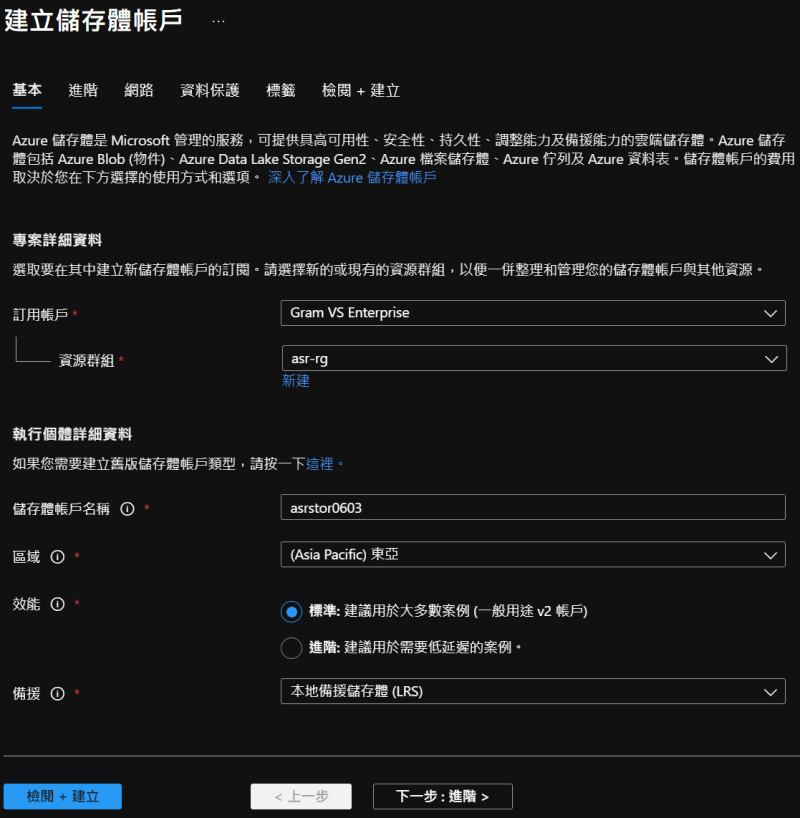 建立儲存體帳戶 ...
基本 進階 網路 資料保護 標籤 檢閱 + 建立
Azure 儲存體是 Microsoft 管理的服務，可提供具高可用性、安全性、持久性、調整能力及備援能力的雲端儲存體。Azure 儲存
體包括 Azure Blob (物件)、Azure Data Lake Storage Gen2、Azure 檔案儲存體、Azure 佇列及 Azure 資料表。儲存體帳戶的費用
取決於您在下方選擇的使用方式和選項。 深入了解 Azure 儲存體帳戶
專案詳細資料
選取要在其中建立新儲存體帳戶的訂閱。請選擇新的或現有的資源群組，以便一併整理和管理您的儲存體帳戶與其他資源。
訂用帳戶 * Gram VS Enterprise
資源群組 * asr-rg
新建
執行個體詳細資料
如果您需要建立舊版儲存體帳戶類型，請按一下這裡。
儲存體帳戶名稱 * asrstor0603
區域 * (Asia Pacific) 東亞
效能 * 標準: 建議用於大多數案例 (一般用途 v2 帳戶)
進階: 建議用於需要低延遲的案例。
備援 * 本地備援儲存體 (LRS)
檢閱 + 建立 < 上一步 下一步 : 進階 >